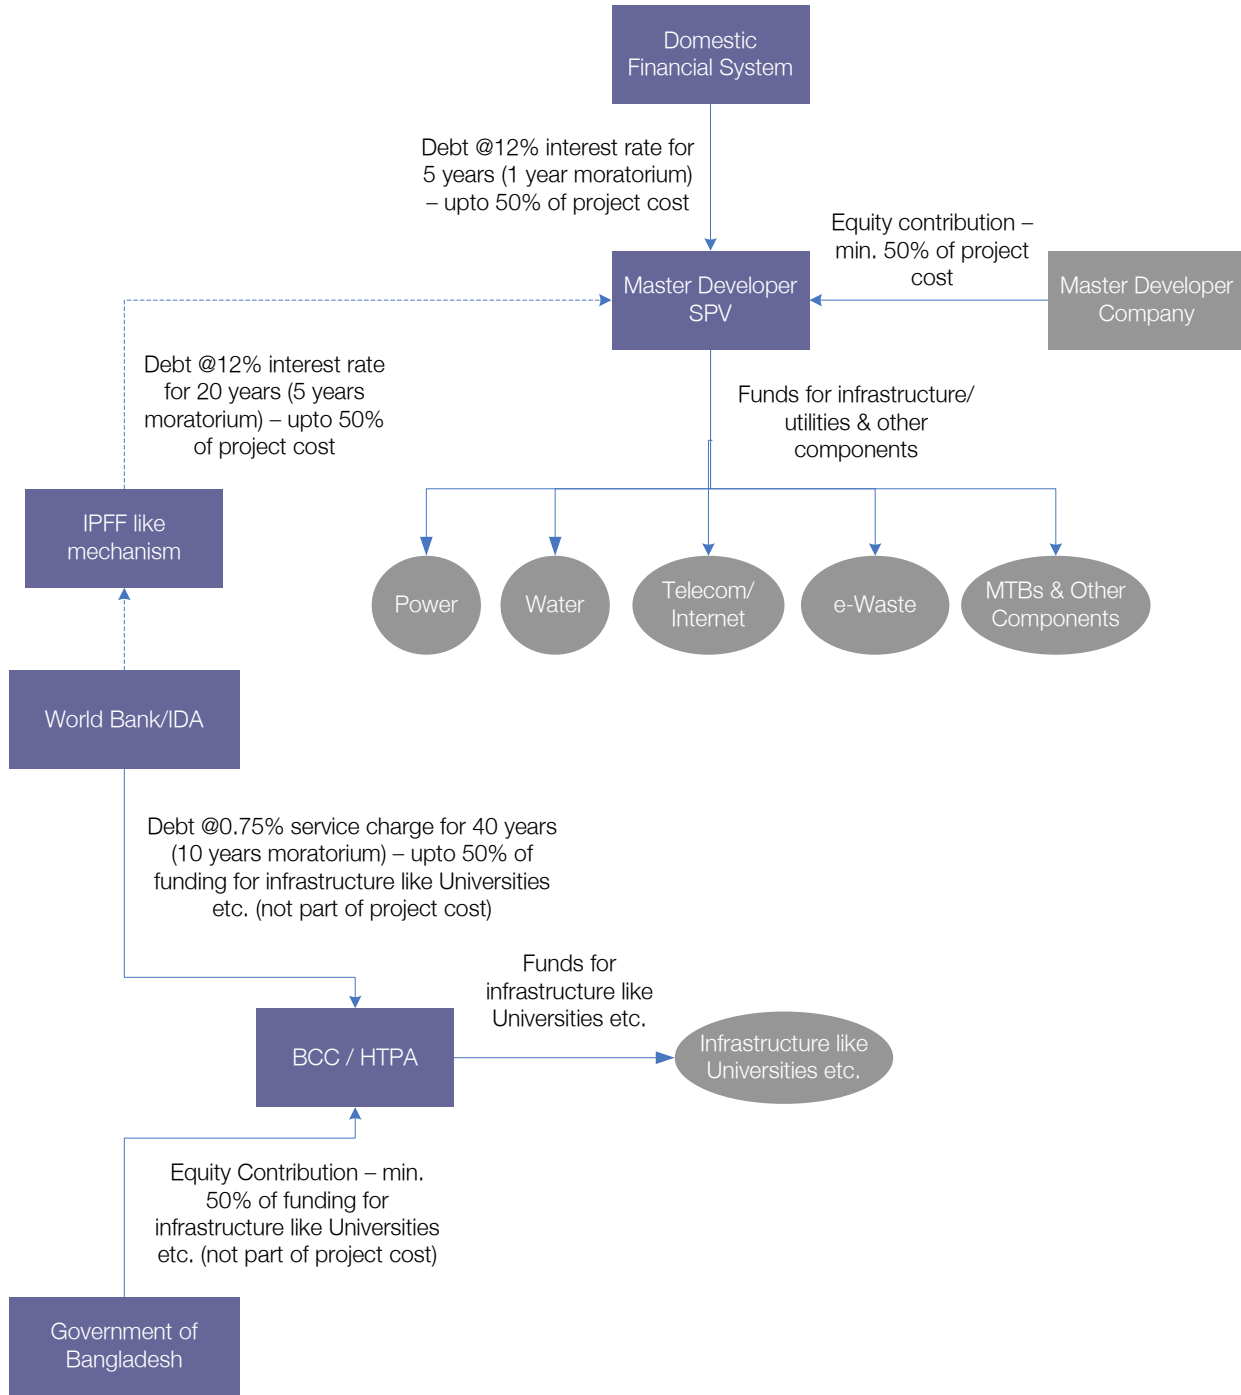 Domestic
Financial System
Debt @12% interest rate for
5 years (1 year moratorium)
– upto 50% of project cost
Equity contribution –
min. 50% of project
cost
Master Developer
SPV
Master Developer
Company
Debt @12% interest rate
for 20 years (5 years
moratorium) – upto 50%
of project cost
Funds for infrastructure/
utilities & other
components
IPFF like
mechanism
Power
Water
Telecom/
Internet
e-Waste
MTBs & Other
Components
World Bank/IDA
Debt @0.75% service charge for 40 years
(10 years moratorium) – upto 50% of
funding for infrastructure like Universities
etc. (not part of project cost)
Funds for
infrastructure like
Universities etc.
BCC / HTPA
Infrastructure like
Universities etc.
Equity Contribution – min.
50% of funding for
infrastructure like Universities
etc. (not part of project cost)
Government of
Bangladesh